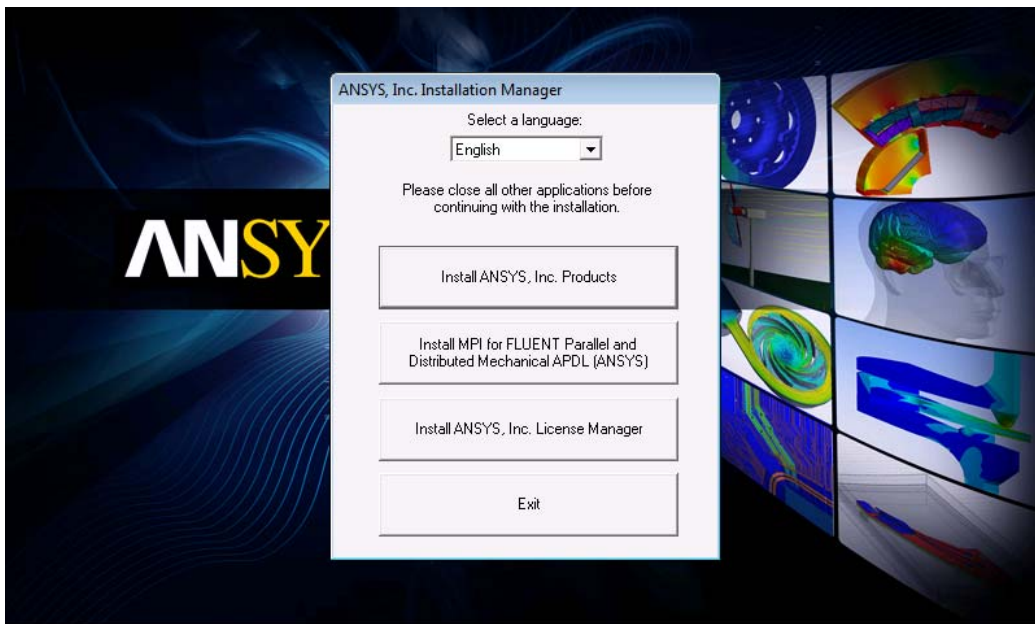 ANSYS, Inc. Installation Manager
Select a language:
English
Please close all other applications before
continuing with the installation.
ANSY
Install ANSYS, Inc. Products
Install MPI for FLUENT Parallel and
Distributed Mechanical APDL (ANSYS)
Install ANSYS, Inc. License Manager
Exit